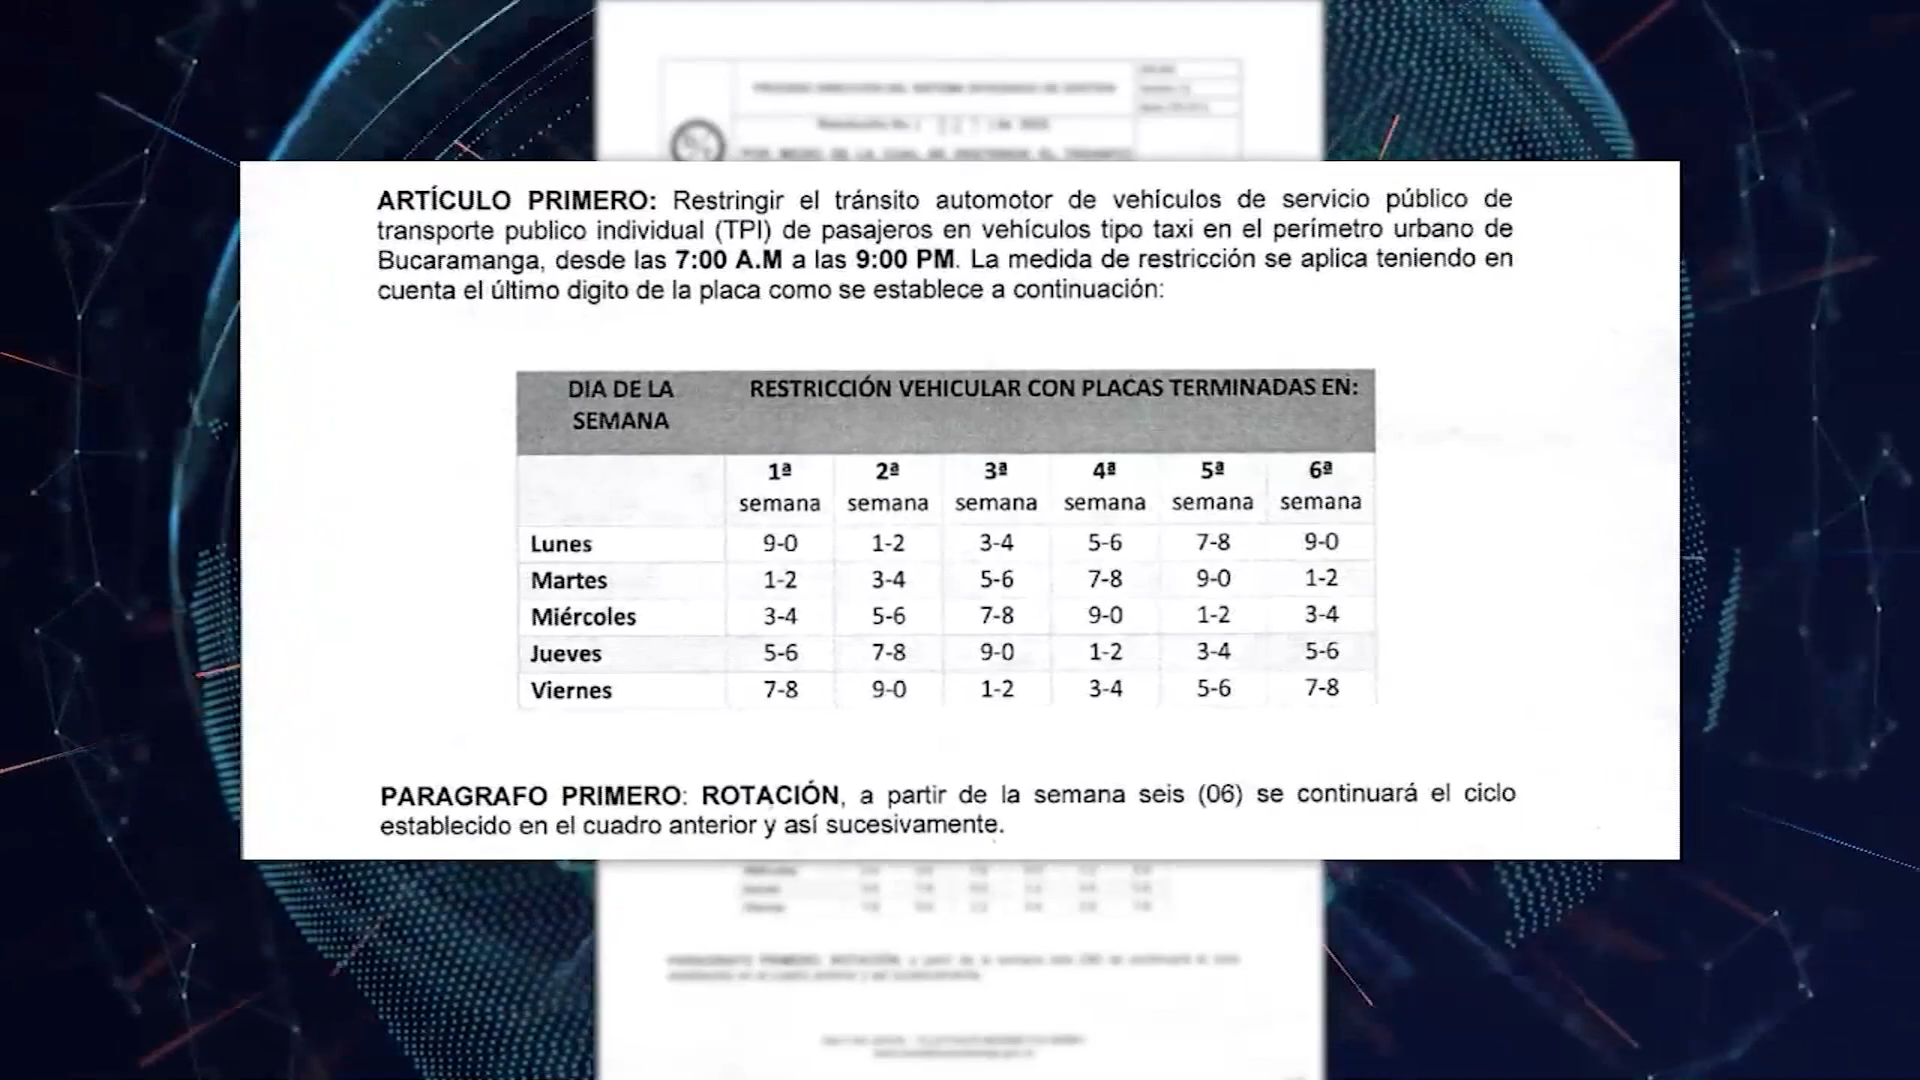 ARTÍCULO PRIMERO: Restringir el tránsito automotor de vehículos de servicio público de
transporte publico individual (TPI) de pasajeros en vehículos tipo taxi en el perímetro urbano de
Bucaramanga, desde las 7:00 A.M a las 9:00 PM. La medida de restricción se aplica teniendo en
cuenta el último digito de la placa como se establece a continuación:
DIA DE LA SEMANA RESTRICCIÓN VEHICULAR CON PLACAS TERMINADAS EN:
1ª semana 2ª semana 3ª semana 4ª semana 5ª semana 6ª semana
Lunes 9-0 1-2 3-4 5-6 7-8 9-0
Martes 1-2 3-4 5-6 7-8 9-0 1-2
Miércoles 3-4 5-6 7-8 9-0 1-2 3-4
Jueves 5-6 7-8 9-0 1-2 3-4 5-6
Viernes 7-8 9-0 1-2 3-4 5-6 7-8
PARAGRAFO PRIMERO: ROTACIÓN, a partir de la semana seis (06) se continuará el ciclo
establecido en el cuadro anterior y así sucesivamente.